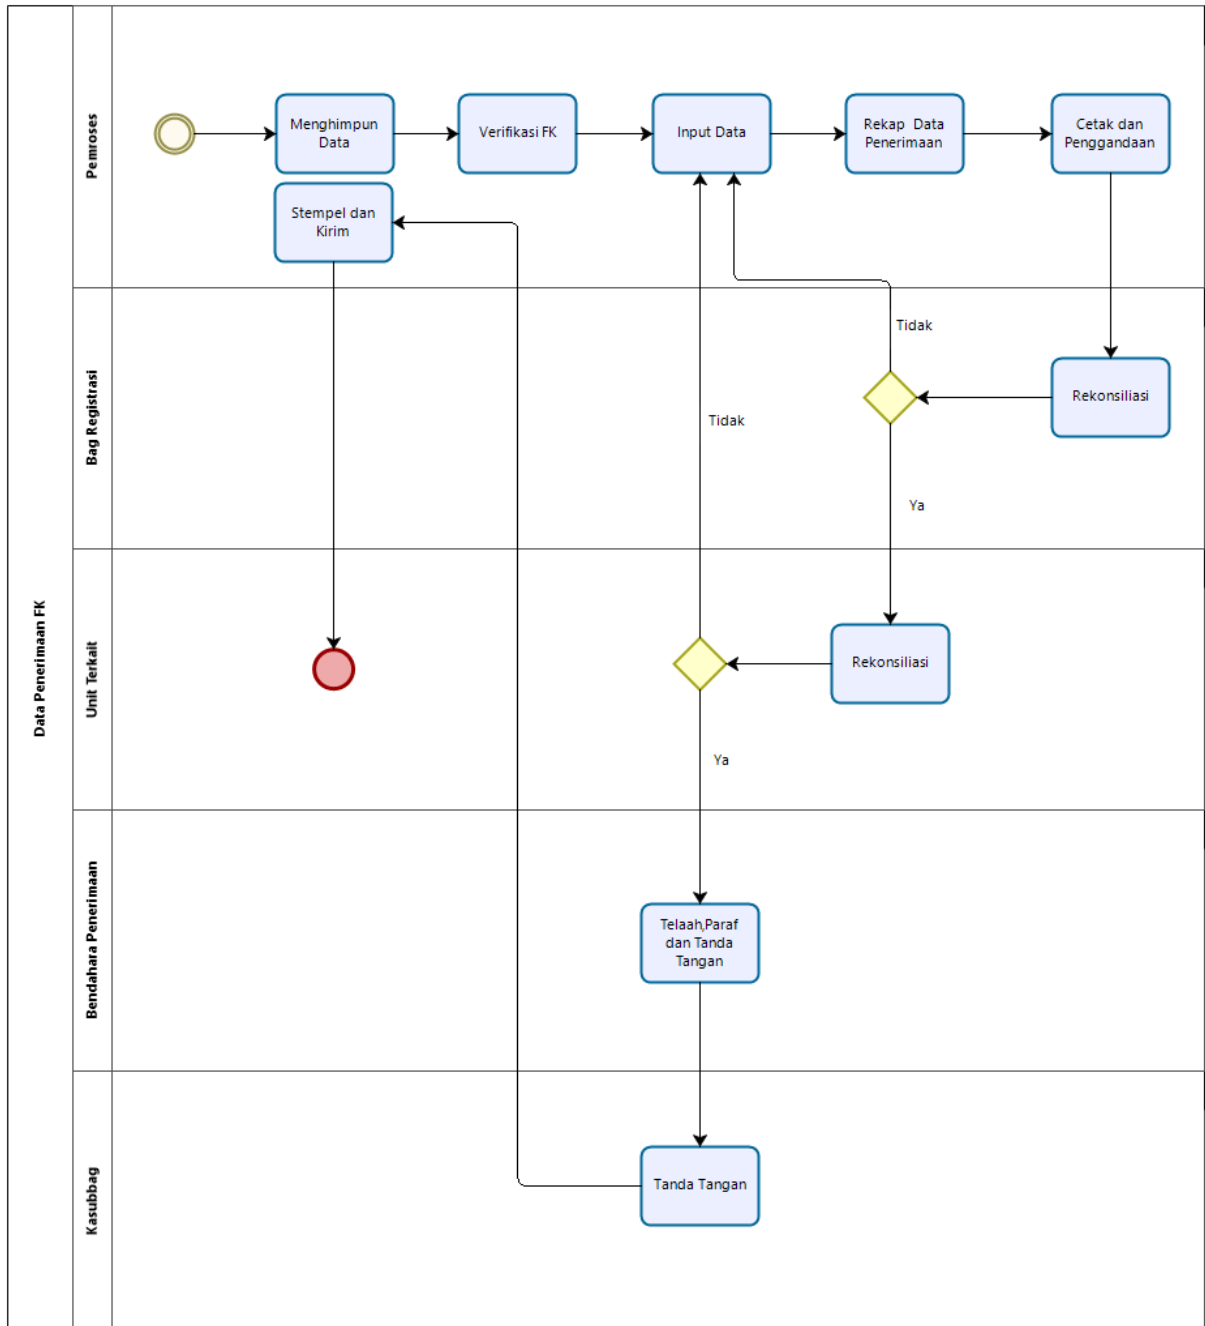 Data Penerimaan FK
Pemroses
Menghimpun
Data
Verifikasi FK
Input Data
Rekap Data
Penerimaan
Cetak dan
Penggandaan
Stempel dan
Kirim
Bag Registrasi
Tidak
Rekonsiliasi
Tidak
Ya
Unit Terkait
Rekonsiliasi
Ya
Bendahara Penerimaan
Telaah,Paraf
dan Tanda
Tangan
Kasubbag
Tanda Tangan